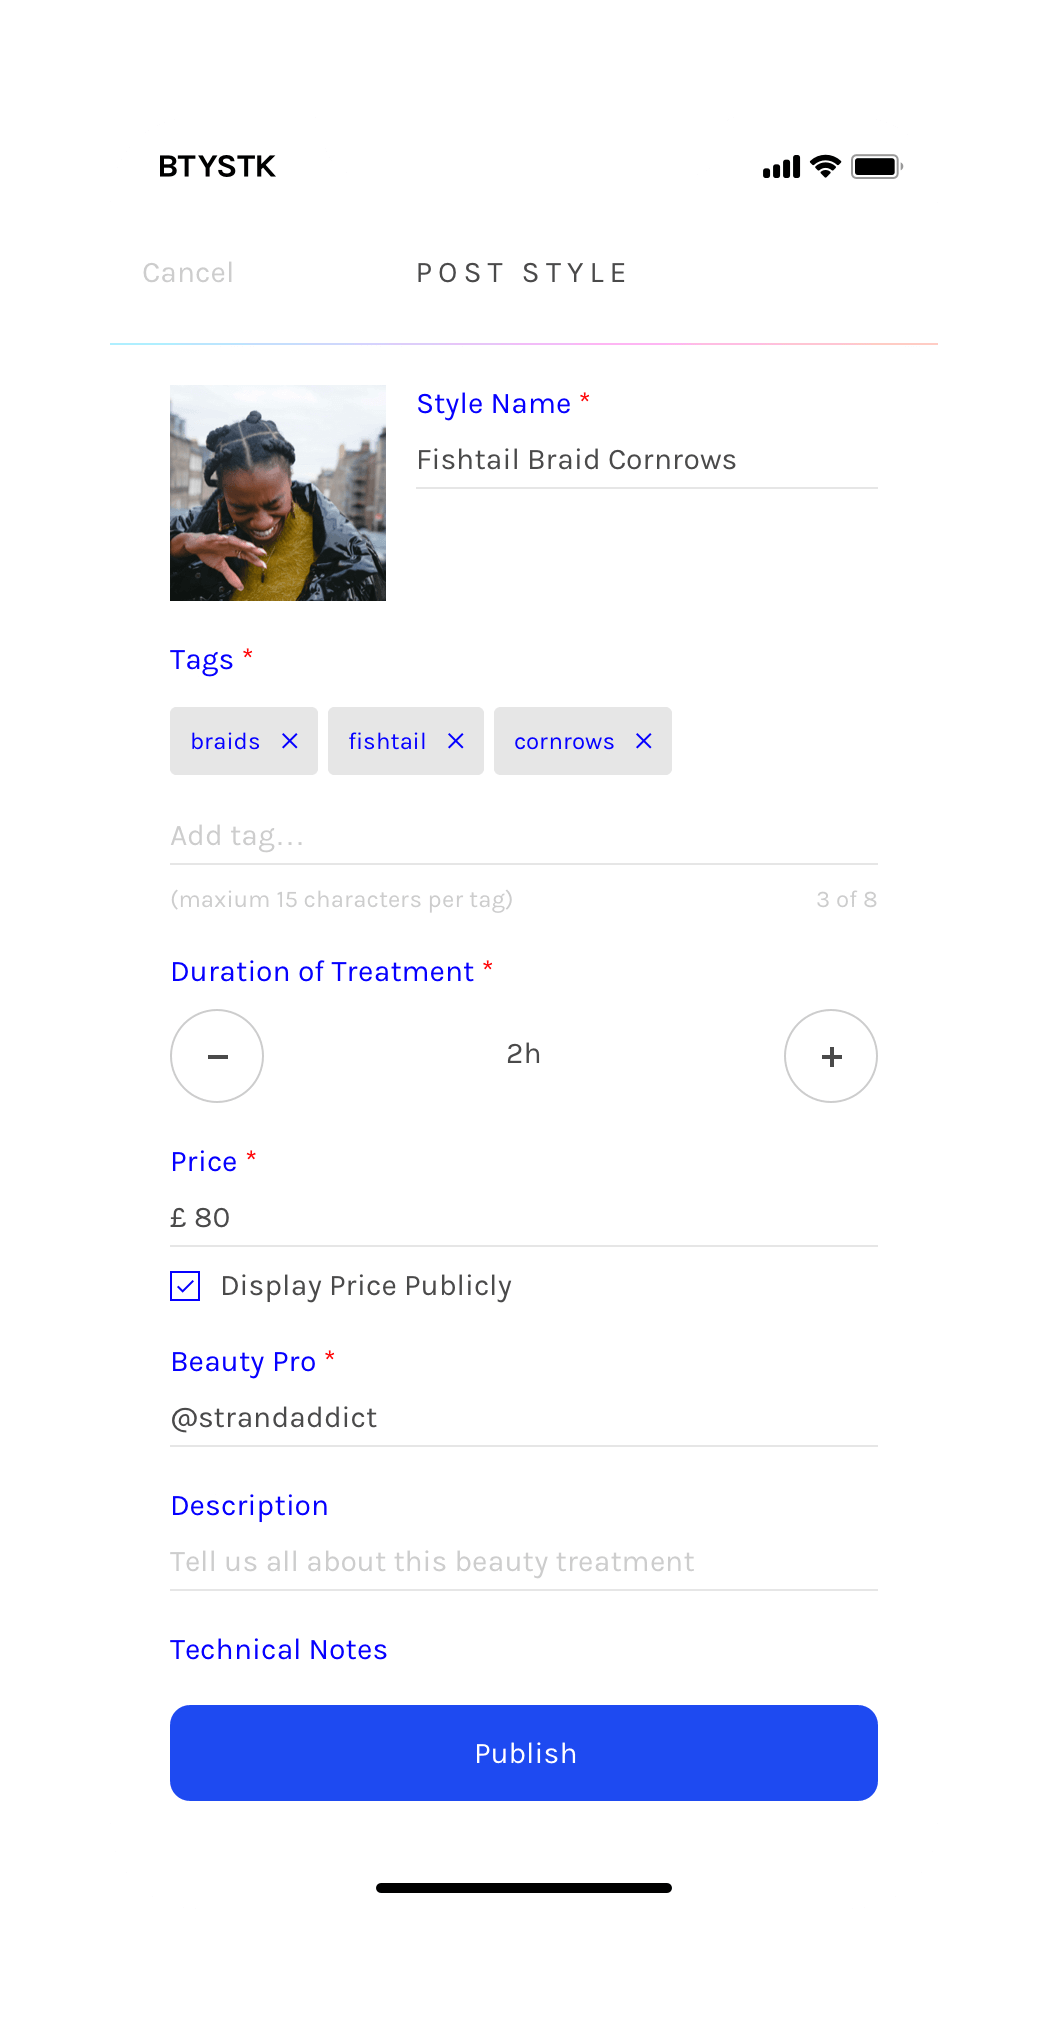 BTYSTK
Cancel
POST STYLE
Style Name *
Fishtail Braid Cornrows
Tags *
braids ×
fishtail ×
cornrows ×
Add tag...
(maxium 15 characters per tag)
3 of 8
Duration of Treatment *
− 2h +
Price *
£ 80
Display Price Publicly
Beauty Pro *
@strandaddict
Description
Tell us all about this beauty treatment
Technical Notes
Publish